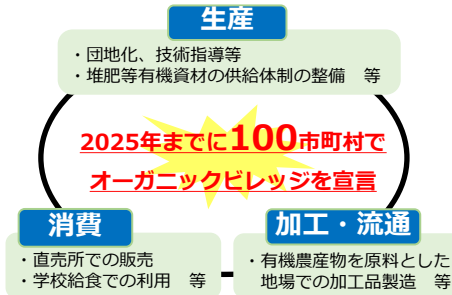 生産
・団地化、技術指導等
・堆肥等有機資材の供給体制の整備　等
2025年までに100市町村で
オーガニックビレッジを宣言
消費
・直売所での販売
・学校給食での利用　等
加工・流通
・有機農産物を原料とした
地場での加工品製造　等